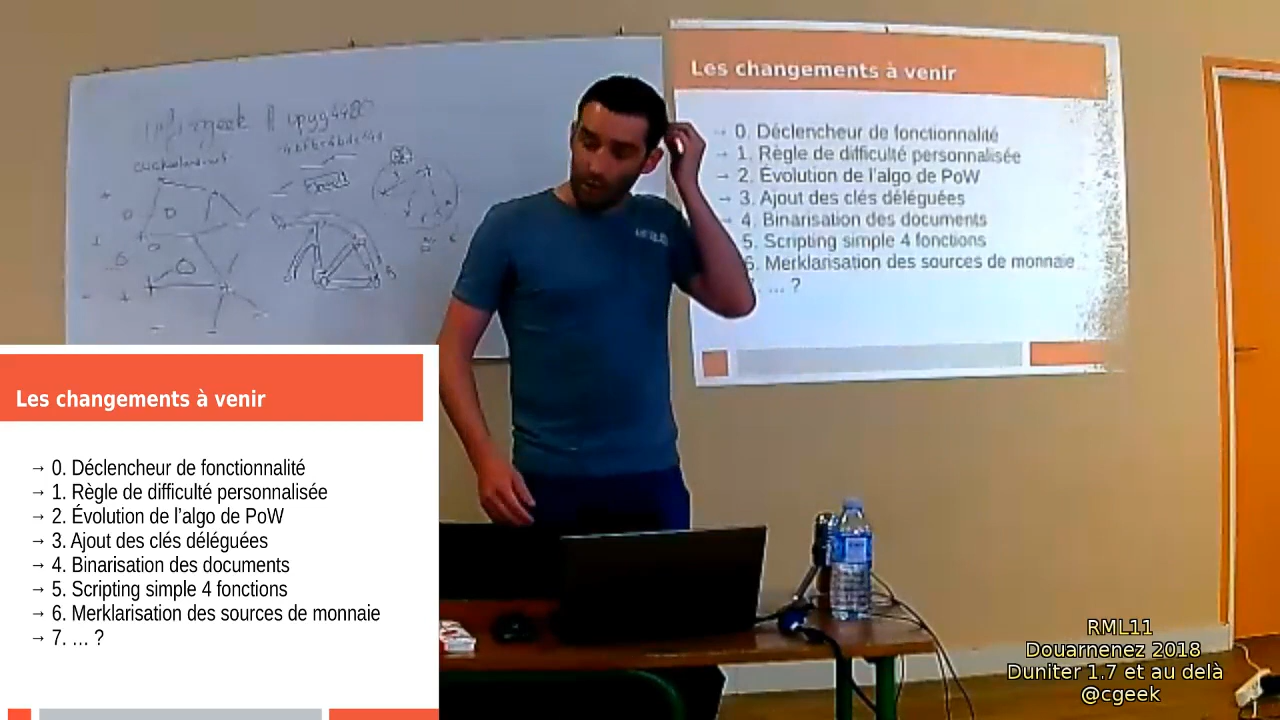 Les changements à venir
→ 0. Déclencheur de fonctionnalité
→ 1. Règle de difficulté personnalisée
→ 2. Évolution de l'algo de PoW
→ 3. Ajout des clés déléguées
→ 4. Binarisation des documents
5. Scripting simple 4 fonctions
6. Merklarisation des sources de monnaie
... ?
Les changements à venir
→ 0. Déclencheur de fonctionnalité
→ 1. Règle de difficulté personnalisée
→ 2. Évolution de l'algo de PoW
→ 3. Ajout des clés déléguées
→ 4. Binarisation des documents
→ 5. Scripting simple 4 fonctions
→ 6. Merklarisation des sources de monnaie
→ 7. ... ?
RML11
Douarnenez 2018
Duniter 1.7 et au delà
@cgeek